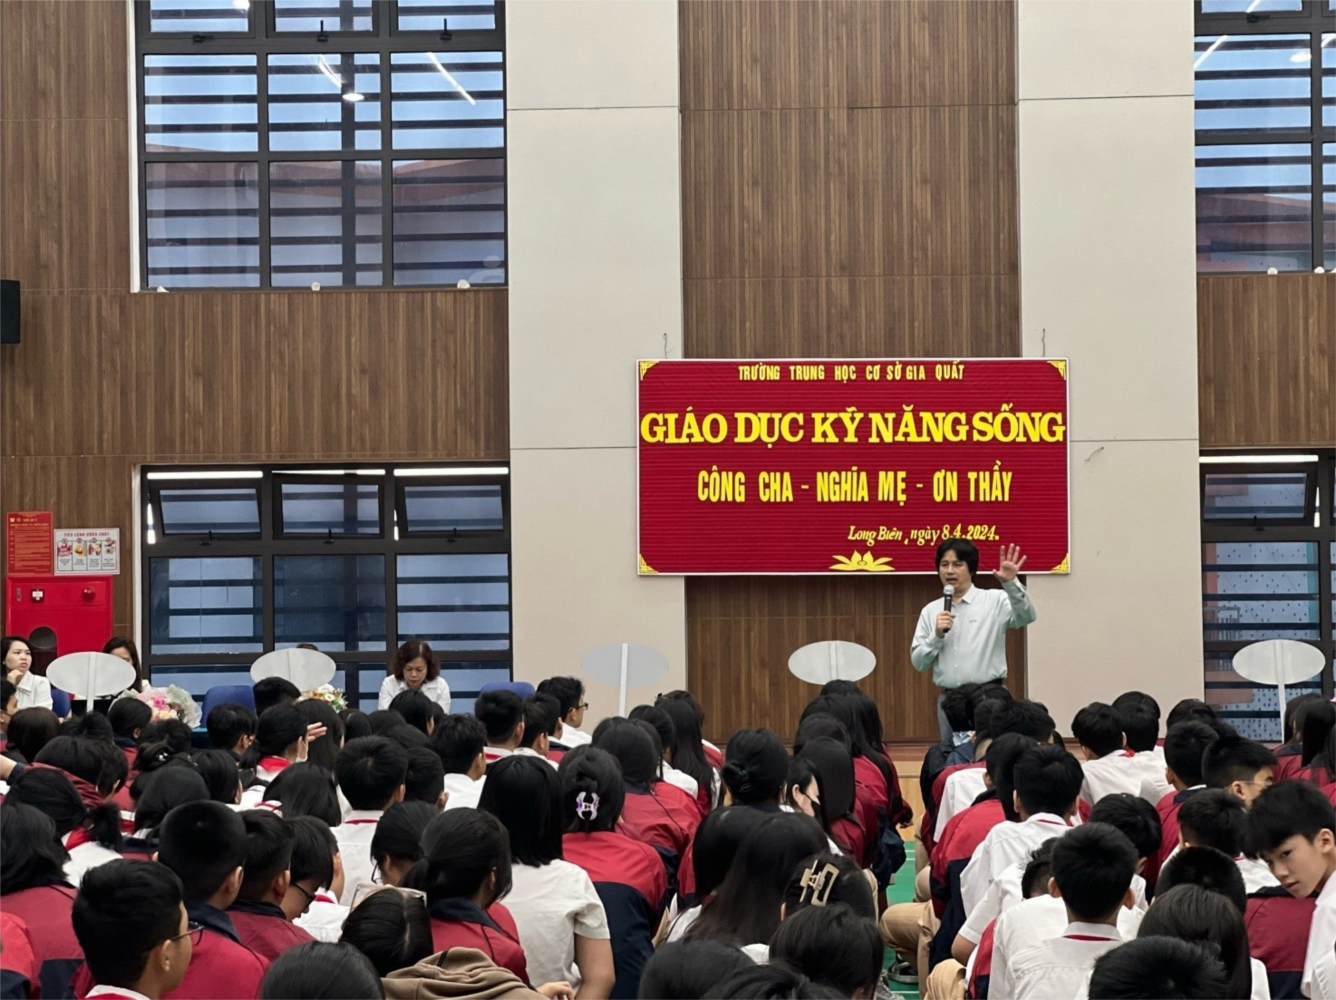 TRƯỜNG TRUNG HỌC CƠ SỞ GIA QUẤT
GIÁO DỤC KỸ NĂNG SỐNG
CÔNG CHA - NGHĨA MẸ - ƠN THẦY
Long Biên, ngày 8.4.2024.